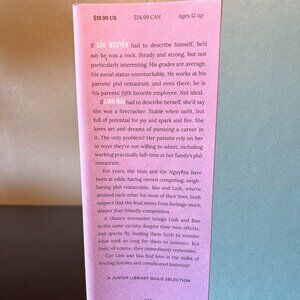 $19.99 US $24.99 CAN Ages 12 up
If BẢO NGUYỄN had to describe himself, he'd
say he was a rock. Steady and strong, but not
particularly interesting. His grades are average,
his social status unremarkable. He works at his
parents' phở restaurant, and even there, he is
his parents' fifth favorite employee. Not ideal.
If LINH MAI had to describe herself, she'd say
she was a firecracker. Stable when unlit, but
full of potential for joy and spark and fire. She
loves art and dreams of pursuing a career in
it. The only problem? Her parents rely on her
in ways they're not willing to admit, including
working practically full-time at her family's phở
restaurant.
For years, the Mais and the Nguyễns have
been at odds, having owned competing, neigh-
boring phở restaurants. Bảo and Linh, who've
avoided each other for most of their lives, both
suspect that the feud stems from feelings much
deeper than friendly competition.
A chance encounter brings Linh and Bảo
in the same vicinity despite their best efforts
and sparks fly, leading them both to wonder
what took so long for them to connect. But
then, of course, they immediately remember.
Can Linh and Bảo find love in the midst of
feuding families and complicated histories?
A JUNIOR LIBRARY GUILD SELECTION